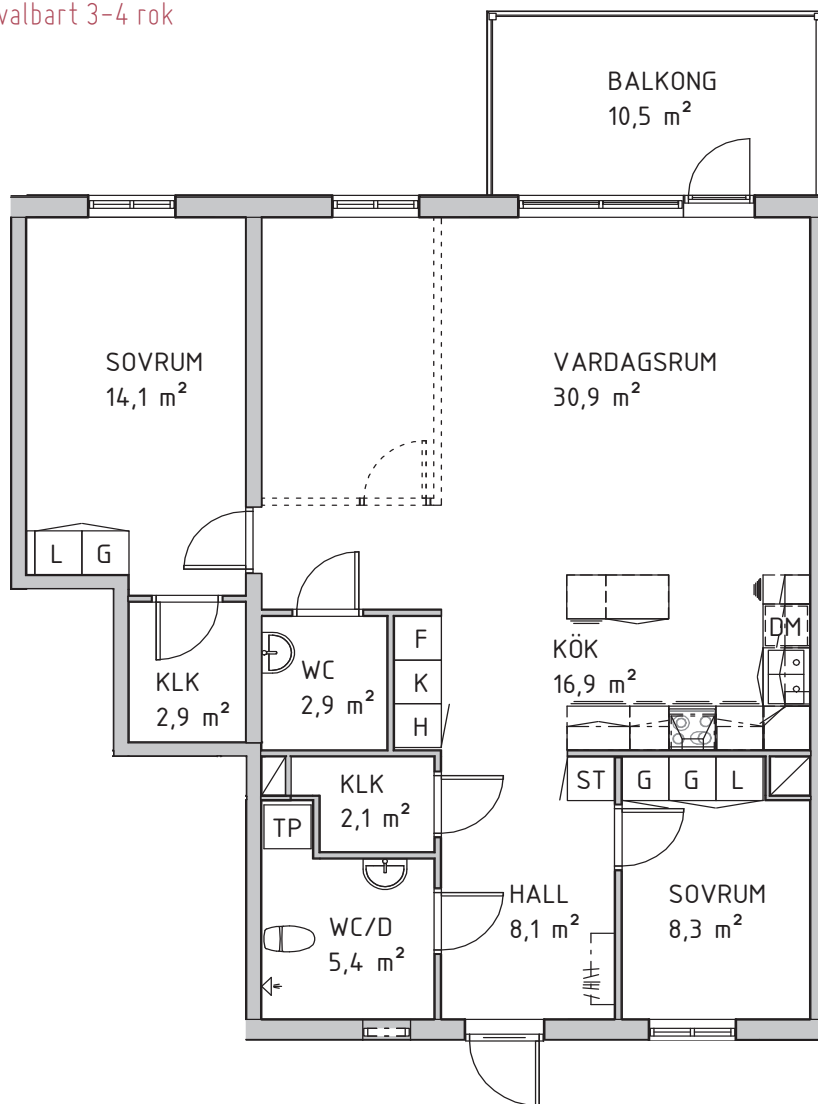 valbart 3-4 rok
BALKONG
10,5 m²
SOVRUM
14,1 m²
VARDAGSRUM
30,9 m²
L G
DM
F
K
H
WC
2,9 m²
KÖK
16,9 m²
KLK
2,9 m²
KLK
2,1 m²
ST G G L
TP
HALL
8,1 m²
SOVRUM
8,3 m²
WC/D
5,4 m²